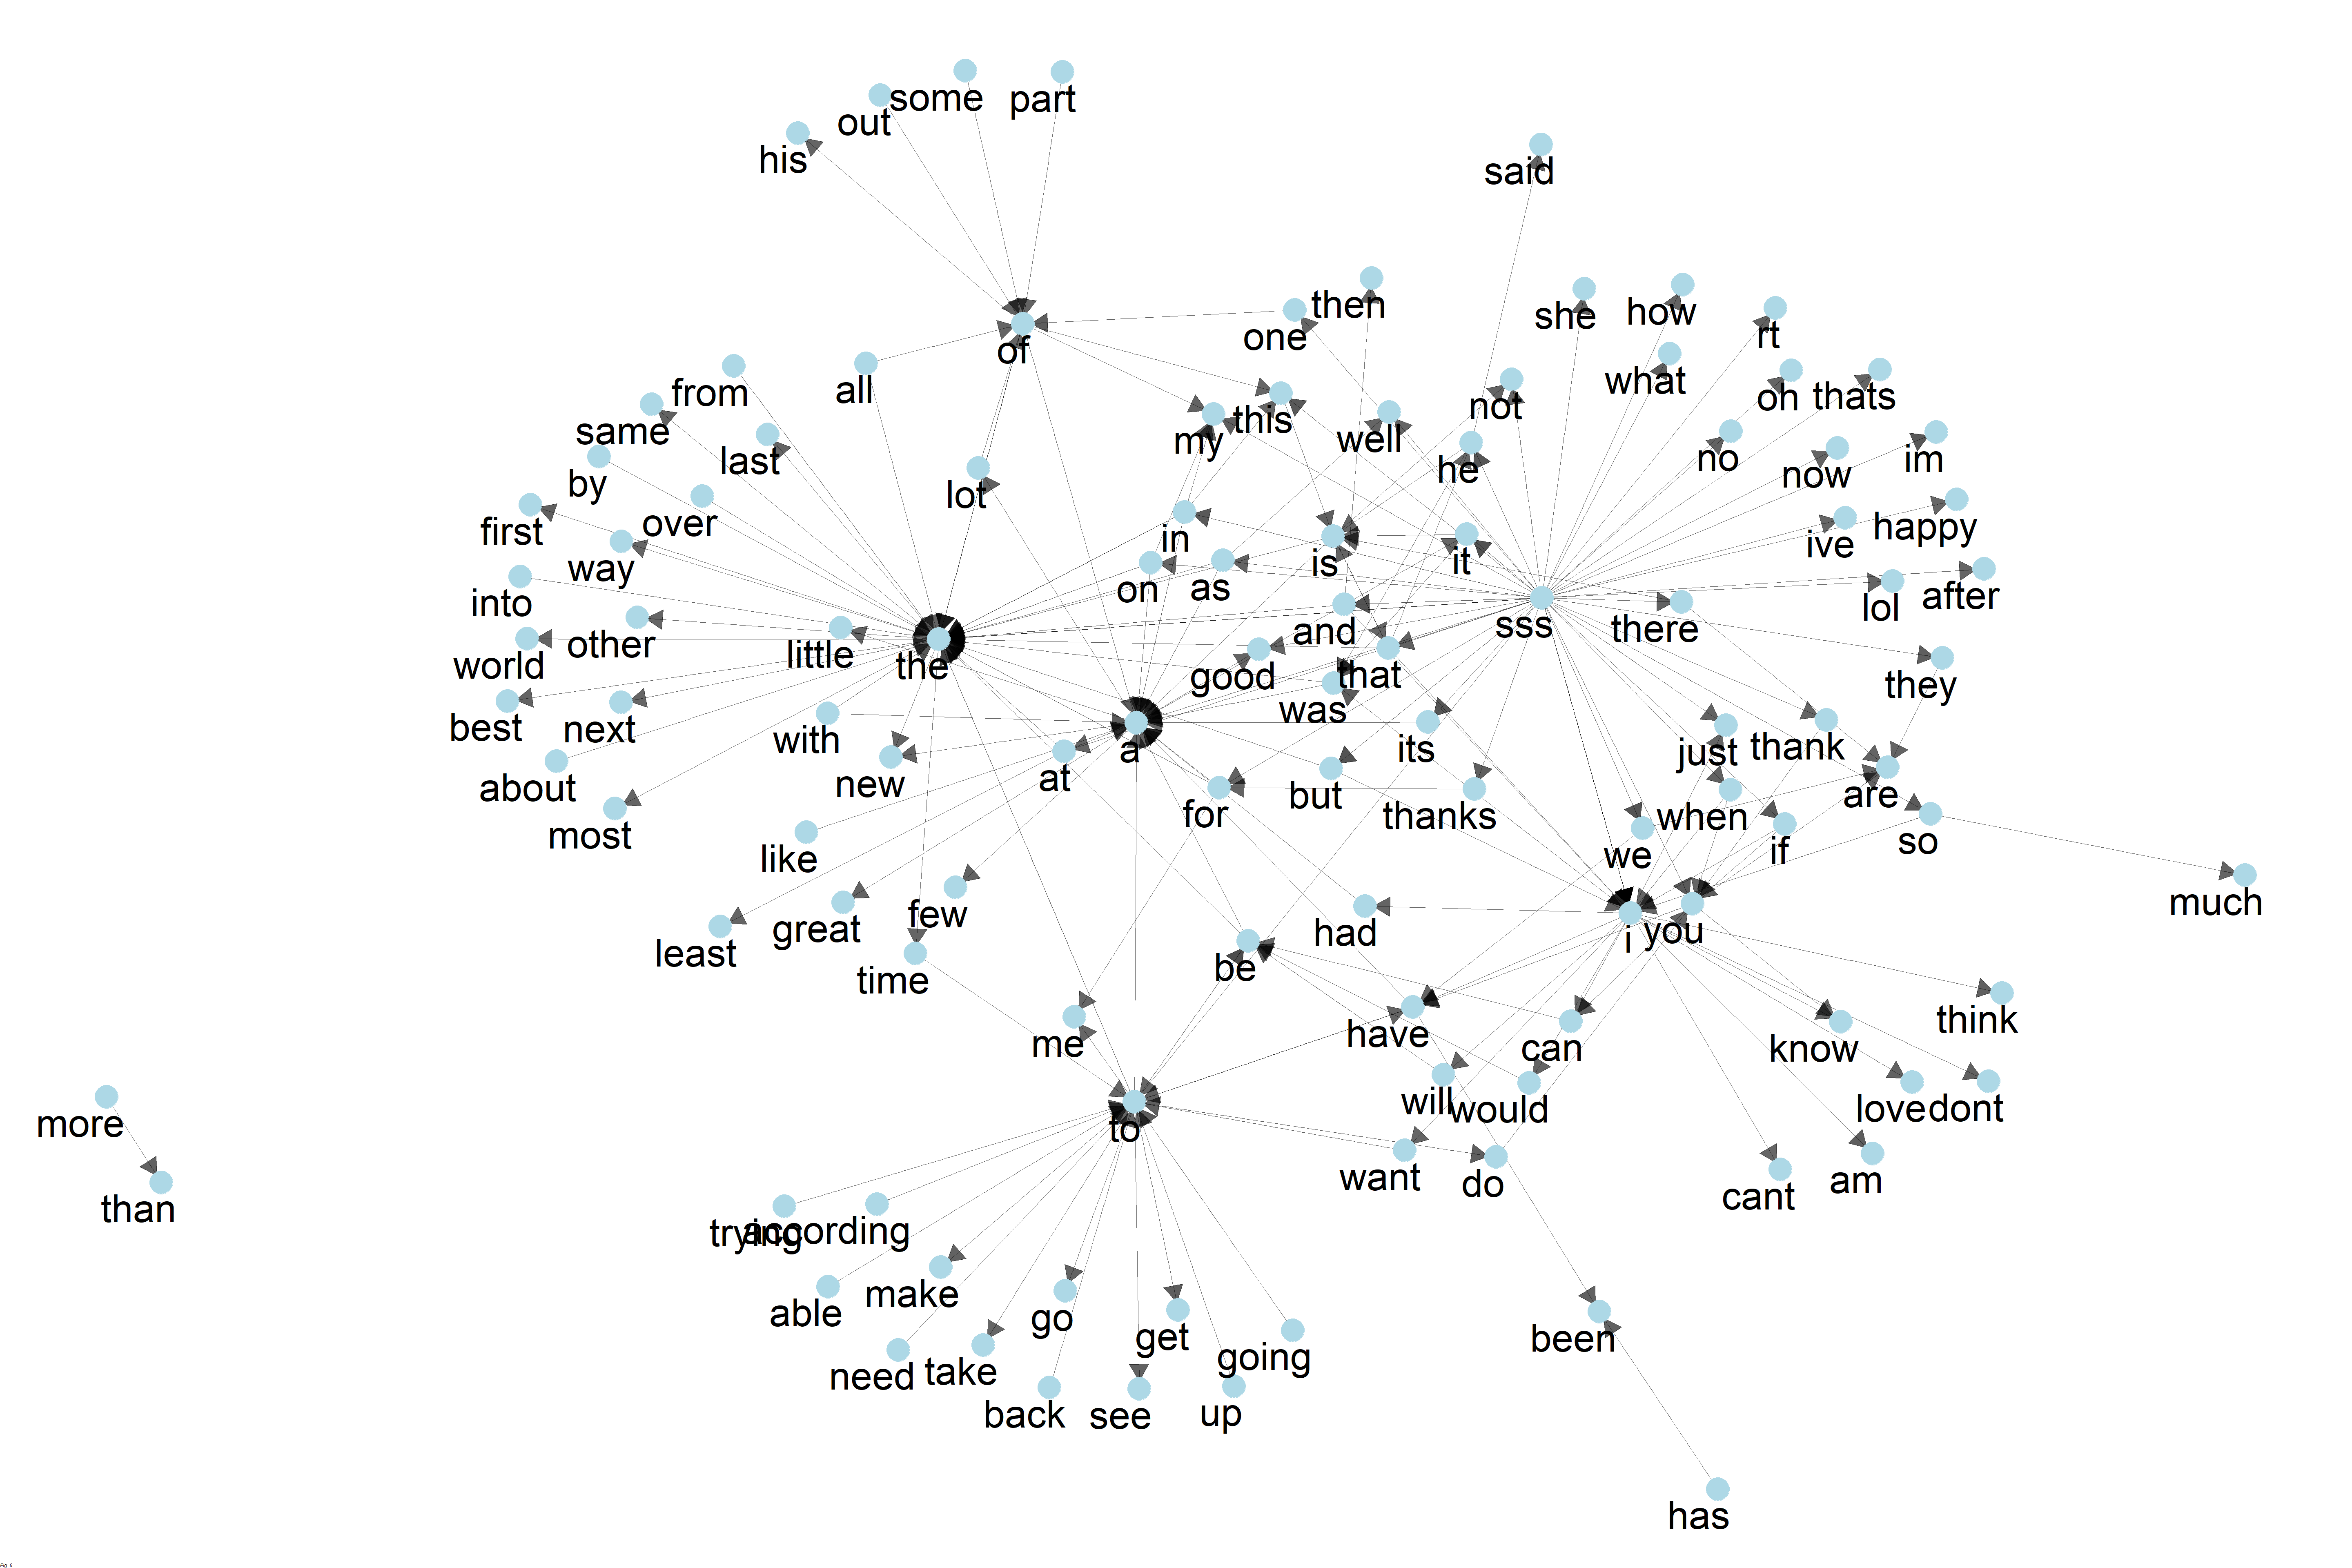 some
part
out
his
said
then
she
how
one
rt
of
from
all
what
oh
thats
same
this
not
last
my
well
by
he
no
im
now
lot
first
over
in
happy
way
is
it
ive
on
as
into
after
lol
other
and
sss
there
world
little
the
good
that
they
best
next
with
was
a
its
just
thank
new
at
about
but
are
most
for
thanks
when
so
like
we
if
much
few
great
had
i
you
least
be
time
think
me
have
can
know
will
would
love
dont
more
to
want
do
am
cant
than
trying
according
make
able
go
get
been
going
need
take
back
see
up
has
Fig. 6